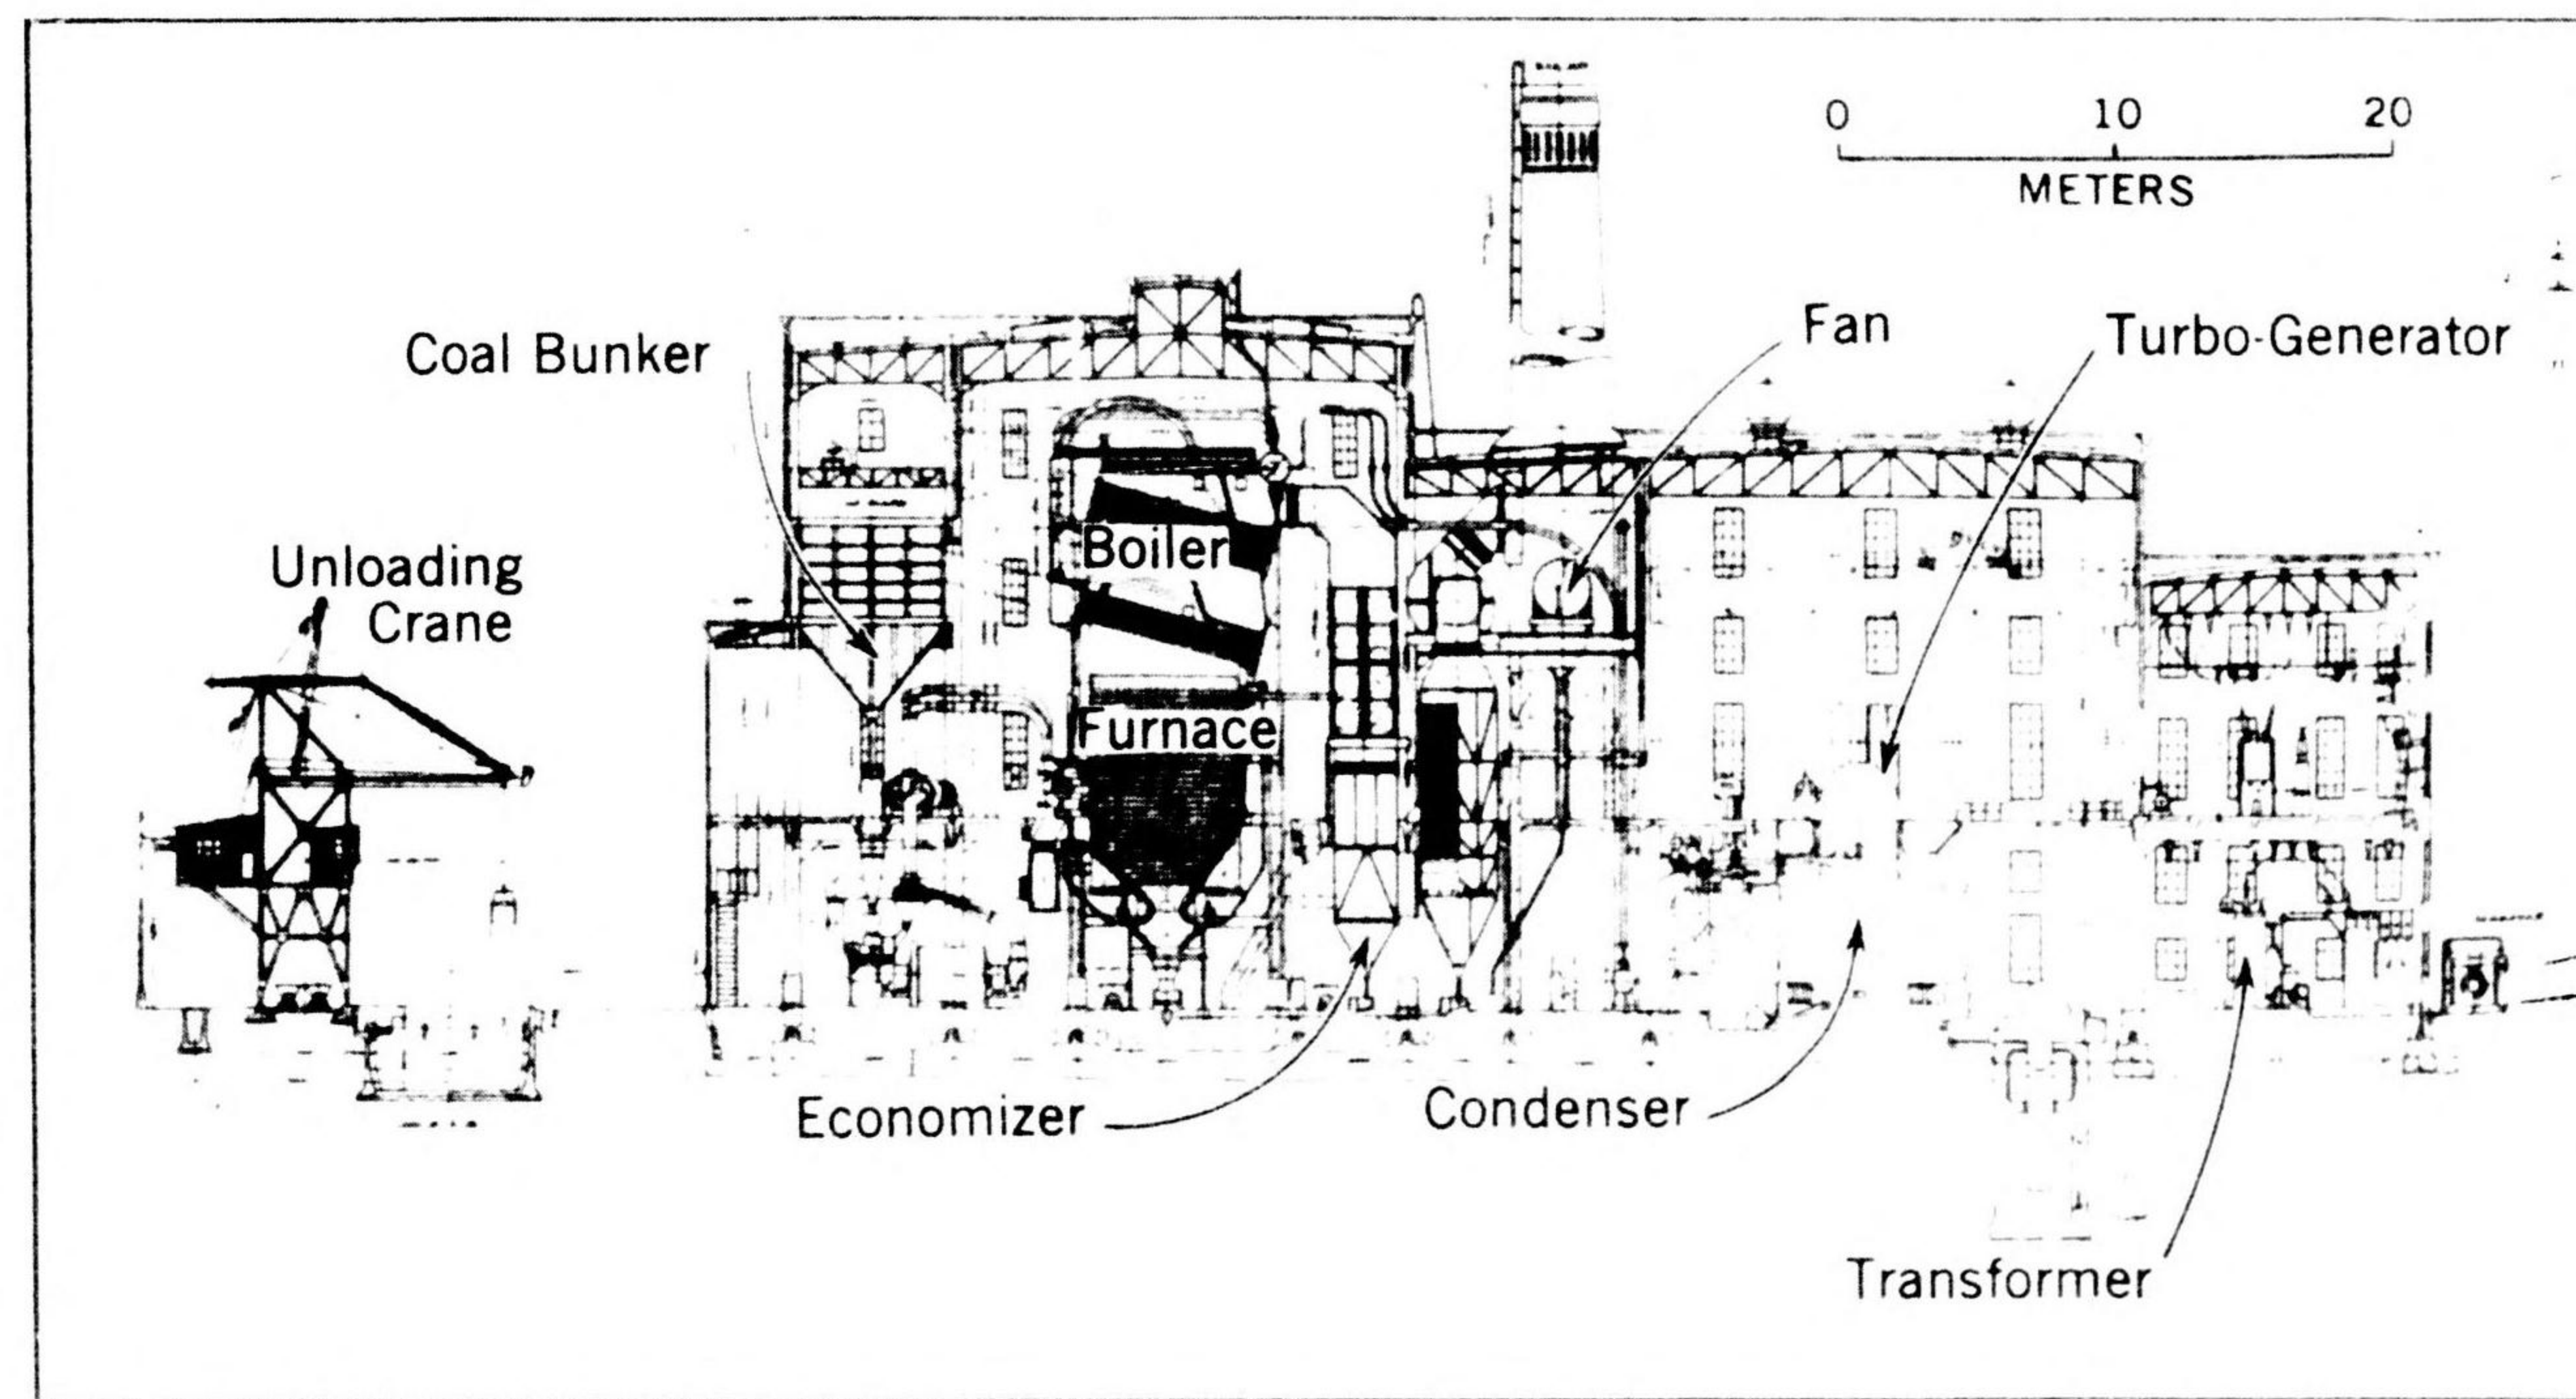 0 10 20
METERS
Fan
Turbo-Generator
Coal Bunker
Boiler
Unloading
Crane
Furnace
Economizer
Condenser
Transformer